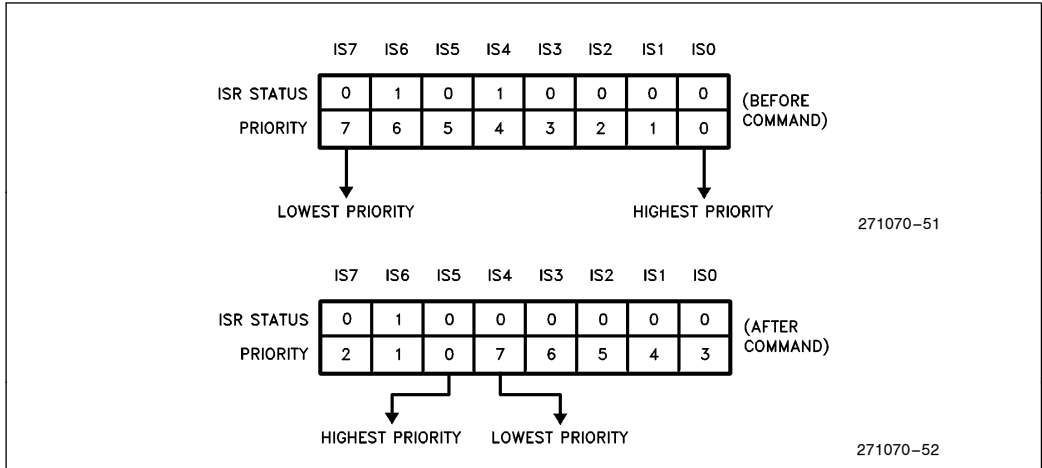 IS7 IS6 IS5 IS4 IS3 IS2 IS1 IS0
ISR STATUS 0 1 0 1 0 0 0 0 (BEFORE
PRIORITY 7 6 5 4 3 2 1 0 COMMAND)
LOWEST PRIORITY HIGHEST PRIORITY
271070–51
IS7 IS6 IS5 IS4 IS3 IS2 IS1 IS0
ISR STATUS 0 1 0 0 0 0 0 0 (AFTER
PRIORITY 2 1 0 7 6 5 4 3 COMMAND)
HIGHEST PRIORITY LOWEST PRIORITY
271070–52